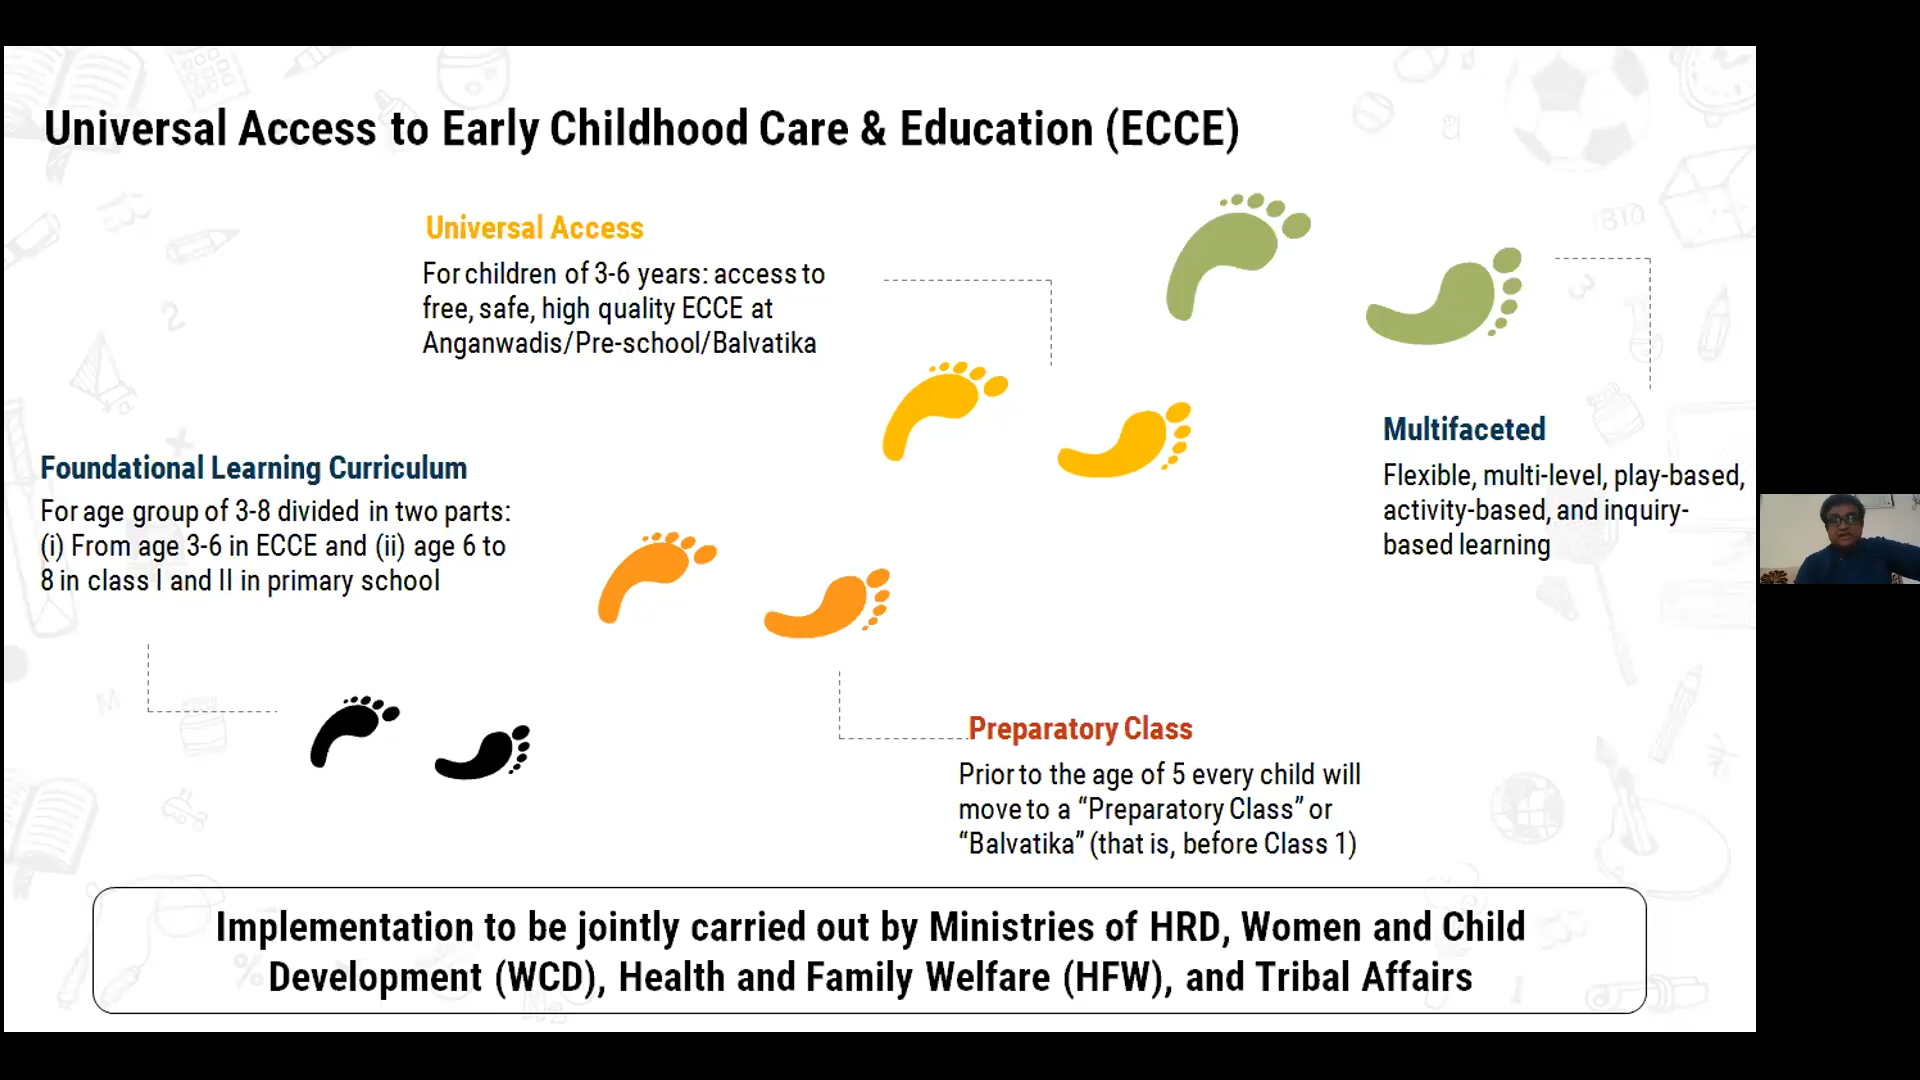 Universal Access to Early Childhood Care & Education (ECCE)
Universal Access
For children of 3-6 years: access to
free, safe, high quality ECCE at
Anganwadis/Pre-school/Balvatika
Foundational Learning Curriculum
For age group of 3-8 divided in two parts:
(i) From age 3-6 in ECCE and (ii) age 6 to
8 in class I and II in primary school
Multifaceted
Flexible, multi-level, play-based,
activity-based, and inquiry-
based learning
Preparatory Class
Prior to the age of 5 every child will
move to a “Preparatory Class” or
“Balvatika” (that is, before Class 1)
Implementation to be jointly carried out by Ministries of HRD, Women and Child
Development (WCD), Health and Family Welfare (HFW), and Tribal Affairs